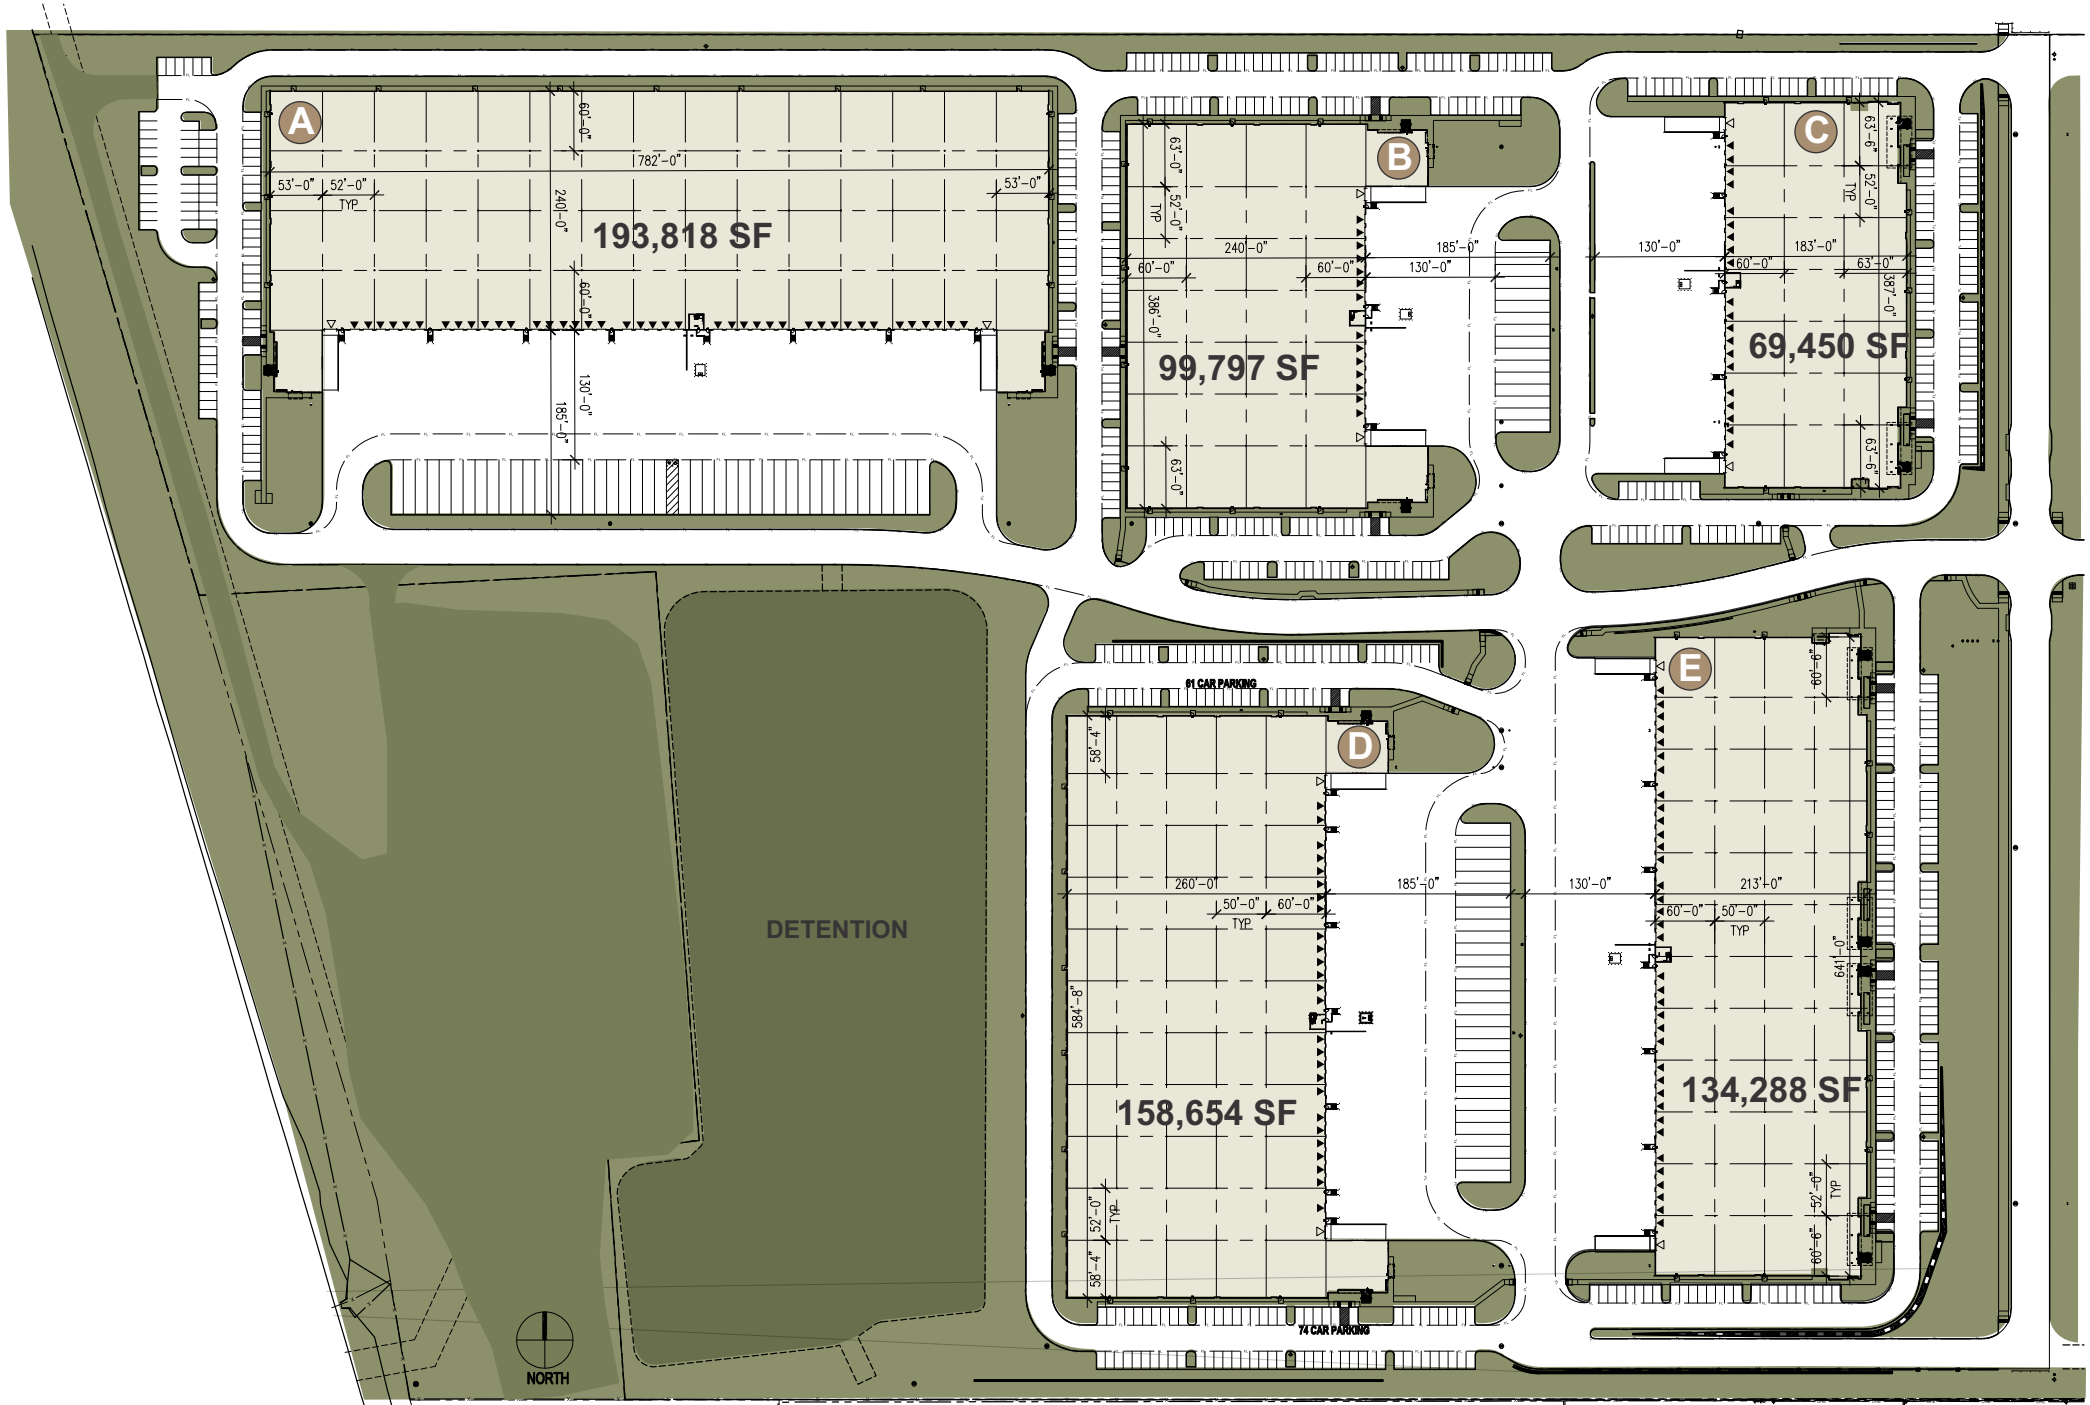 A
60'-0"
782'-0"
53'-0"
52'-0"
TYP
53'-0"
240'-0"
193,818 SF
60'-0"
130'-0"
185'-0"
B
63'-0"
52'-0"
TYP
240'-0"
185'-0"
60'-0"
60'-0"
130'-0"
386'-0"
99,797 SF
63'-0"
C
63'-6"
52'-0"
TYP
130'-0"
183'-0"
60'-0"
63'-0"
387'-0"
69,450 SF
63'-6"
61 CAR PARKING
D
58'-4"
260'-0"
185'-0"
50'-0"
TYP
60'-0"
584'-8"
158,654 SF
52'-0"
TYP
58'-4"
74 CAR PARKING
E
60'-6"
130'-0"
213'-0"
60'-0"
50'-0"
TYP
641'-0"
134,288 SF
52'-0"
TYP
60'-6"
DETENTION
NORTH